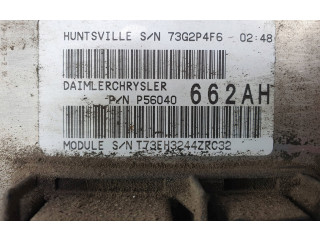 HUNTSVILLE S/N 73G2P4F6 - 02:48
DAIMLERCHRYSLER
P/N P56040 662AH
MODULE S/N T73EH3244ZRC32